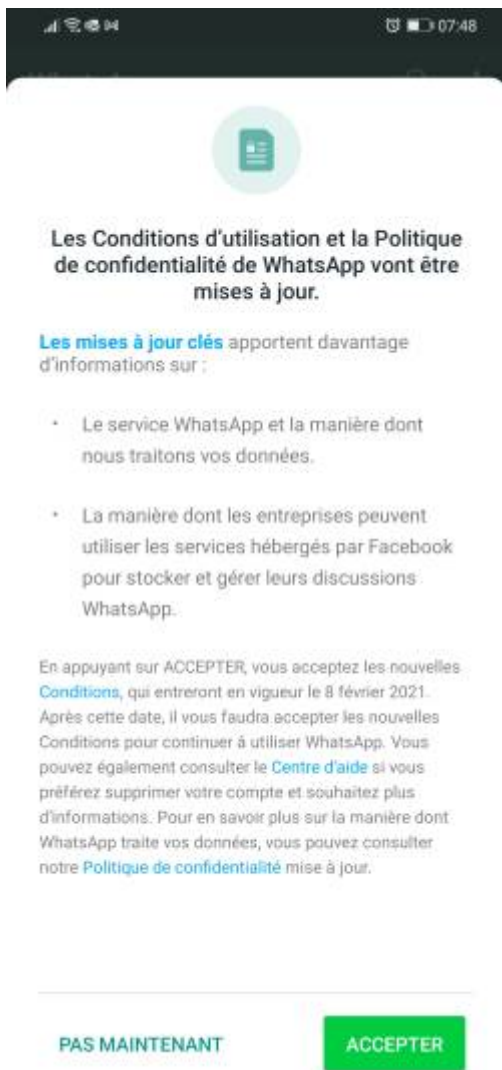 07:48
Les Conditions d'utilisation et la Politique
de confidentialité de WhatsApp vont être
mises à jour.
Les mises à jour clés apportent davantage
d'informations sur :
• Le service WhatsApp et la manière dont
nous traitons vos données.
• La manière dont les entreprises peuvent
utiliser les services hébergés par Facebook
pour stocker et gérer leurs discussions
WhatsApp.
En appuyant sur ACCEPTER, vous acceptez les nouvelles
Conditions, qui entreront en vigueur le 8 février 2021.
Après cette date, il vous faudra accepter les nouvelles
Conditions pour continuer à utiliser WhatsApp. Vous
pouvez également consulter le Centre d'aide si vous
préférez supprimer votre compte et souhaitez plus
d'informations. Pour en savoir plus sur la manière dont
WhatsApp traite vos données, vous pouvez consulter
notre Politique de confidentialité mise à jour.
PAS MAINTENANT
ACCEPTER